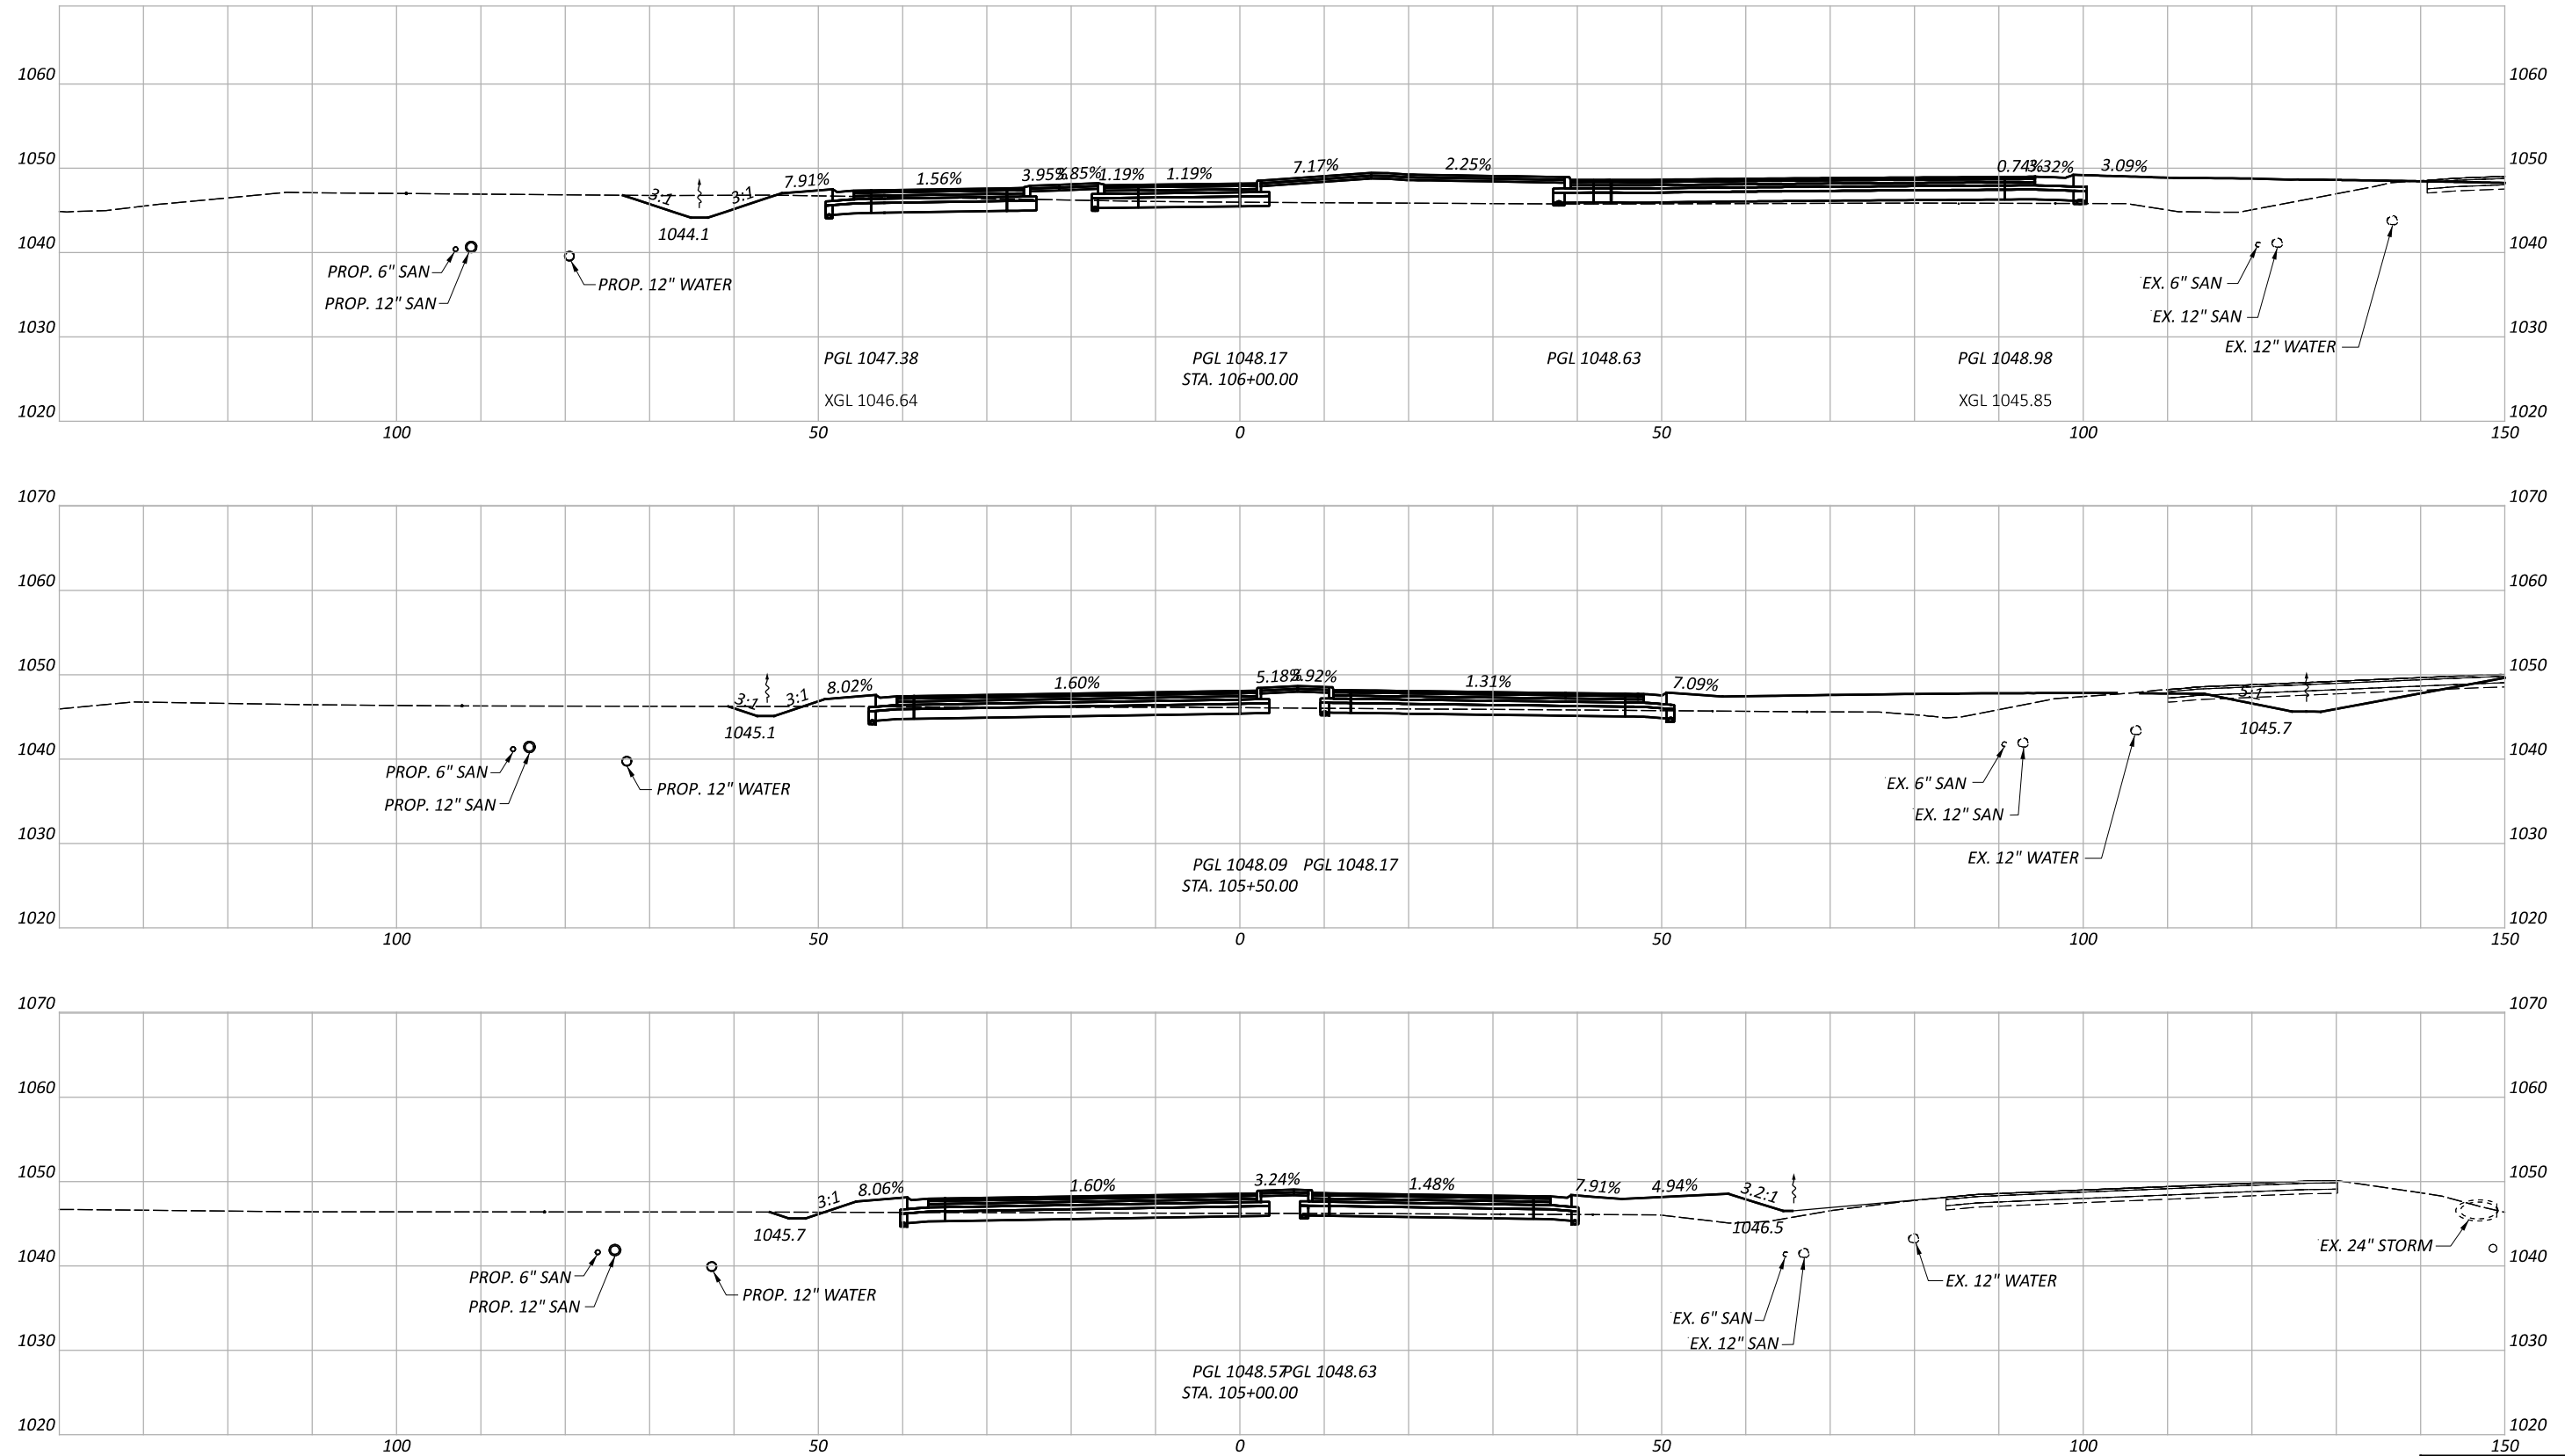 1060 1060
1050 7.91% 1.56% 3.95% 3.85% 1.19% 1.19% 7.17% 2.25% 0.74% 3.32% 3.09% 1050
3:1 3:1
1044.1
1040 1040
PROP. 6" SAN PROP. 12" WATER EX. 6" SAN
PROP. 12" SAN EX. 12" SAN
1030 1030
EX. 12" WATER
PGL 1047.38 PGL 1048.17 PGL 1048.63 PGL 1048.98
STA. 106+00.00
XGL 1046.64 XGL 1045.85
1020 1020
100 50 0 50 100 150
1070 1070
1060 1060
1050 1050
3:1 3:1 8.02% 1.60% 5.18% 1.31% 7.09% 3:1
1045.1 1045.7
1040 1040
PROP. 6" SAN PROP. 12" WATER EX. 6" SAN
PROP. 12" SAN EX. 12" SAN
1030 1030
EX. 12" WATER
PGL 1048.09 PGL 1048.17
STA. 105+50.00
1020 1020
100 50 0 50 100 150
1070 1070
1060 1060
1050 1050
3:1 8.06% 1.60% 3.24% 1.48% 7.91% 4.94% 3.2:1
1045.7 1046.5
1040 EX. 24" STORM 1040
PROP. 6" SAN PROP. 12" WATER EX. 12" WATER
PROP. 12" SAN EX. 6" SAN
1030 EX. 12" SAN 1030
PGL 1048.57 PGL 1048.63
STA. 105+00.00
1020 1020
100 50 0 50 100 150